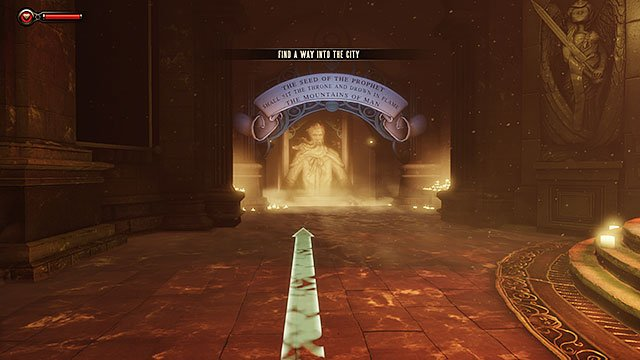 FIND A WAY INTO THE CITY
THE SEED OF THE PROPHET
SHALL SIT THE THRONE AND DROWN IN FLAME
THE MOUNTAINS OF MAN